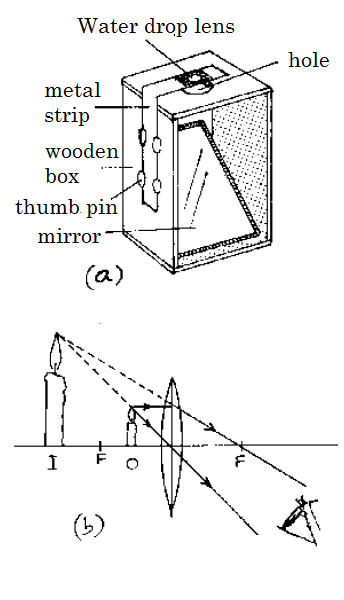 Water drop lens
hole
metal
strip
wooden
box
thumb pin
mirror
(a)
I F O F
(b)